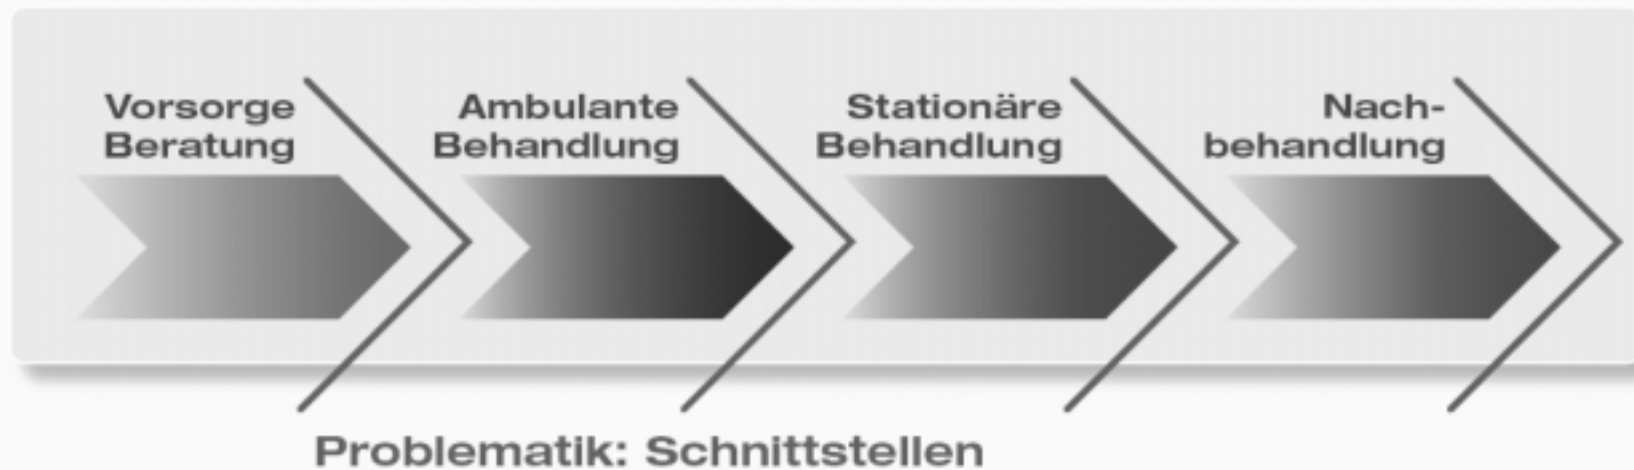 Vorsorge
Beratung
Ambulante
Behandlung
Stationäre
Behandlung
Nach-
behandlung
Problematik: Schnittstellen